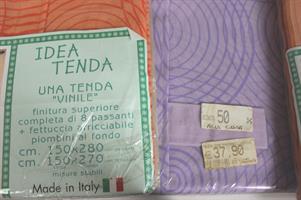 IDEA
TENDA
UNA TENDA
"VINILE"
finitura superiore
completa di 8 passanti
+ fettuccia arricciabile
piombini al fondo
cm. 150x280
cm. 150x270
misure stabili
Made in Italy
50
37,90